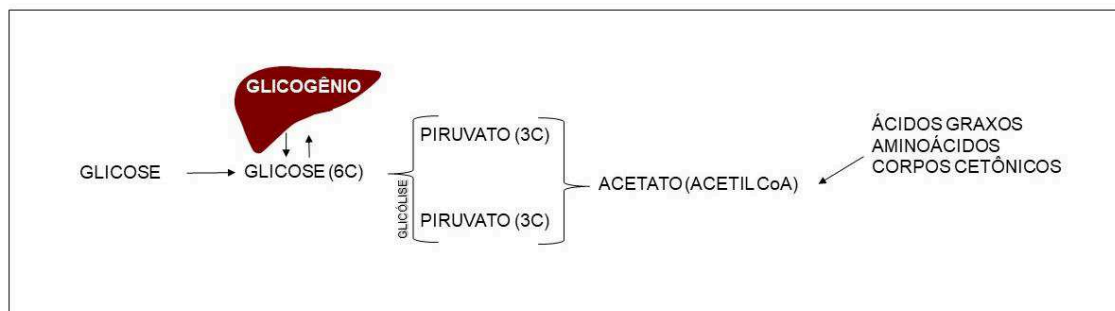 GLICOGÊNIO
GLICOSE
GLICOSE (6C)
GLICÓLISE
PIRUVATO (3C)
PIRUVATO (3C)
ACETATO (ACETIL CoA)
ÁCIDOS GRAXOS
AMINOÁCIDOS
CORPOS CETÔNICOS